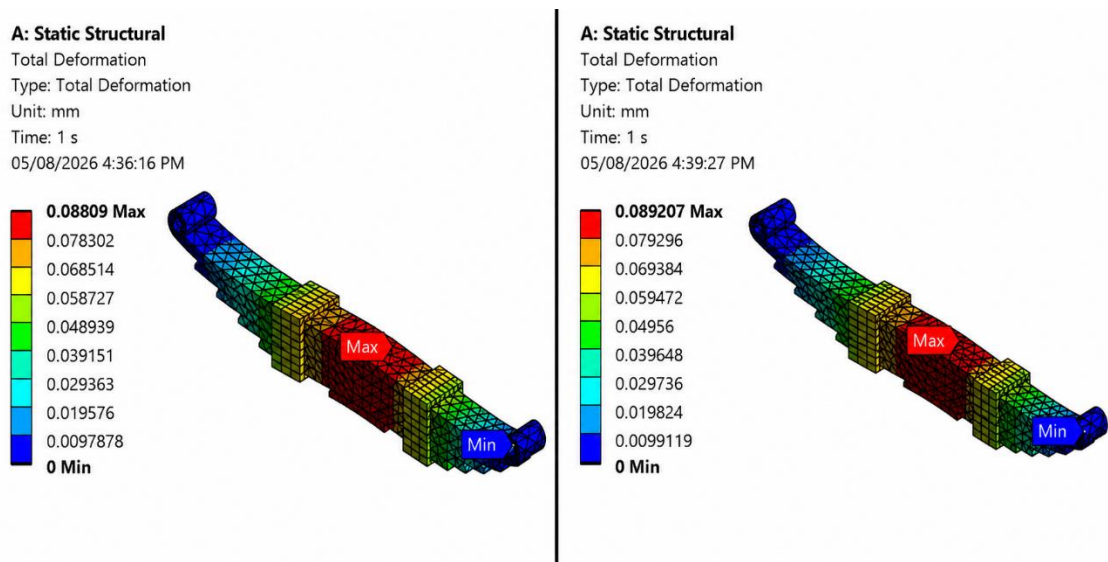 A: Static Structural
Total Deformation
Type: Total Deformation
Unit: mm
Time: 1 s
05/08/2026 4:36:16 PM
0.08809 Max
0.078302
0.068514
0.058727
0.048939
0.039151
0.029363
0.019576
0.0097878
0 Min
Max
Min
A: Static Structural
Total Deformation
Type: Total Deformation
Unit: mm
Time: 1 s
05/08/2026 4:39:27 PM
0.089207 Max
0.079296
0.069384
0.059472
0.04956
0.039648
0.029736
0.019824
0.0099119
0 Min
Max
Min